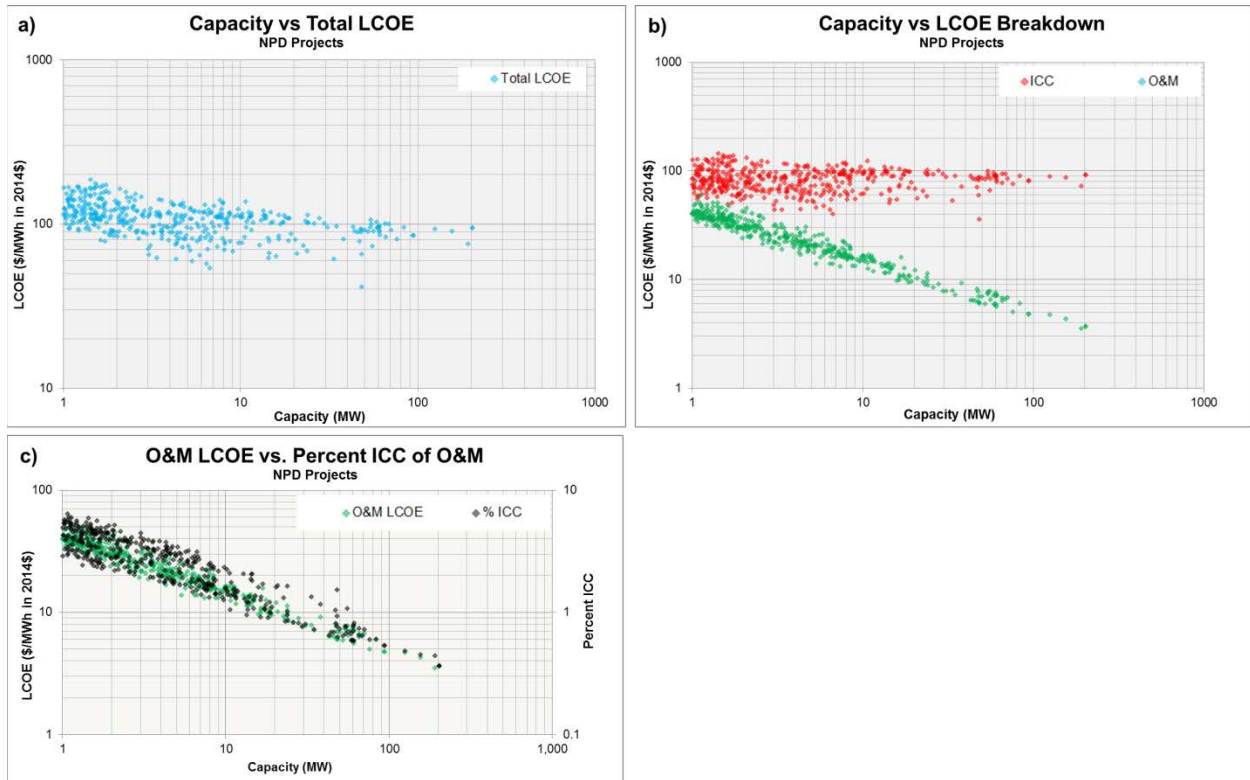 a)
Capacity vs Total LCOE
NPD Projects
Total LCOE
1000
100
10
LCOE ($/MWh in 2014$)
1 10 100 1000
Capacity (MW)
b)
Capacity vs LCOE Breakdown
NPD Projects
ICC O&M
1000
100
10
1
LCOE ($/MWh in 2014$)
1 10 100 1000
Capacity (MW)
c)
O&M LCOE vs. Percent ICC of O&M
NPD Projects
O&M LCOE % ICC
100
10
1
LCOE ($/MWh in 2014$)
10
1
0.1
Percent ICC
1 10 100 1,000
Capacity (MW)